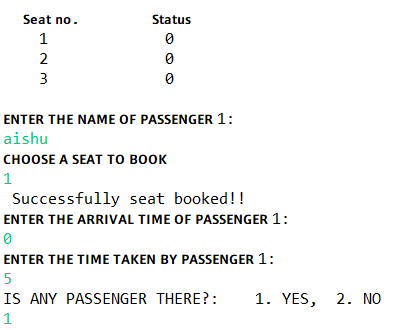 Seat no. Status
1 0
2 0
3 0
ENTER THE NAME OF PASSENGER 1:
aishu
CHOOSE A SEAT TO BOOK
1
Successfully seat booked!!
ENTER THE ARRIVAL TIME OF PASSENGER 1:
0
ENTER THE TIME TAKEN BY PASSENGER 1:
5
IS ANY PASSENGER THERE?: 1. YES, 2. NO
1